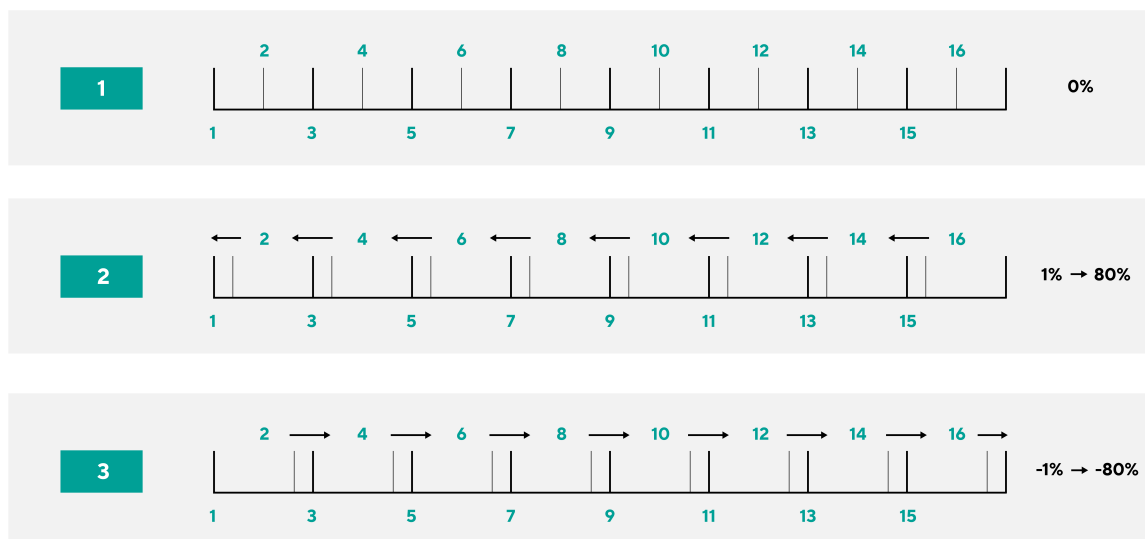 2 4 6 8 10 12 14 16
1 0%
1 3 5 7 9 11 13 15
← 2 ← 4 ← 6 ← 8 ← 10 ← 12 ← 14 ← 16
2 1% → 80%
1 3 5 7 9 11 13 15
2 → 4 → 6 → 8 → 10 → 12 → 14 → 16 →
3 -1% → -80%
1 3 5 7 9 11 13 15